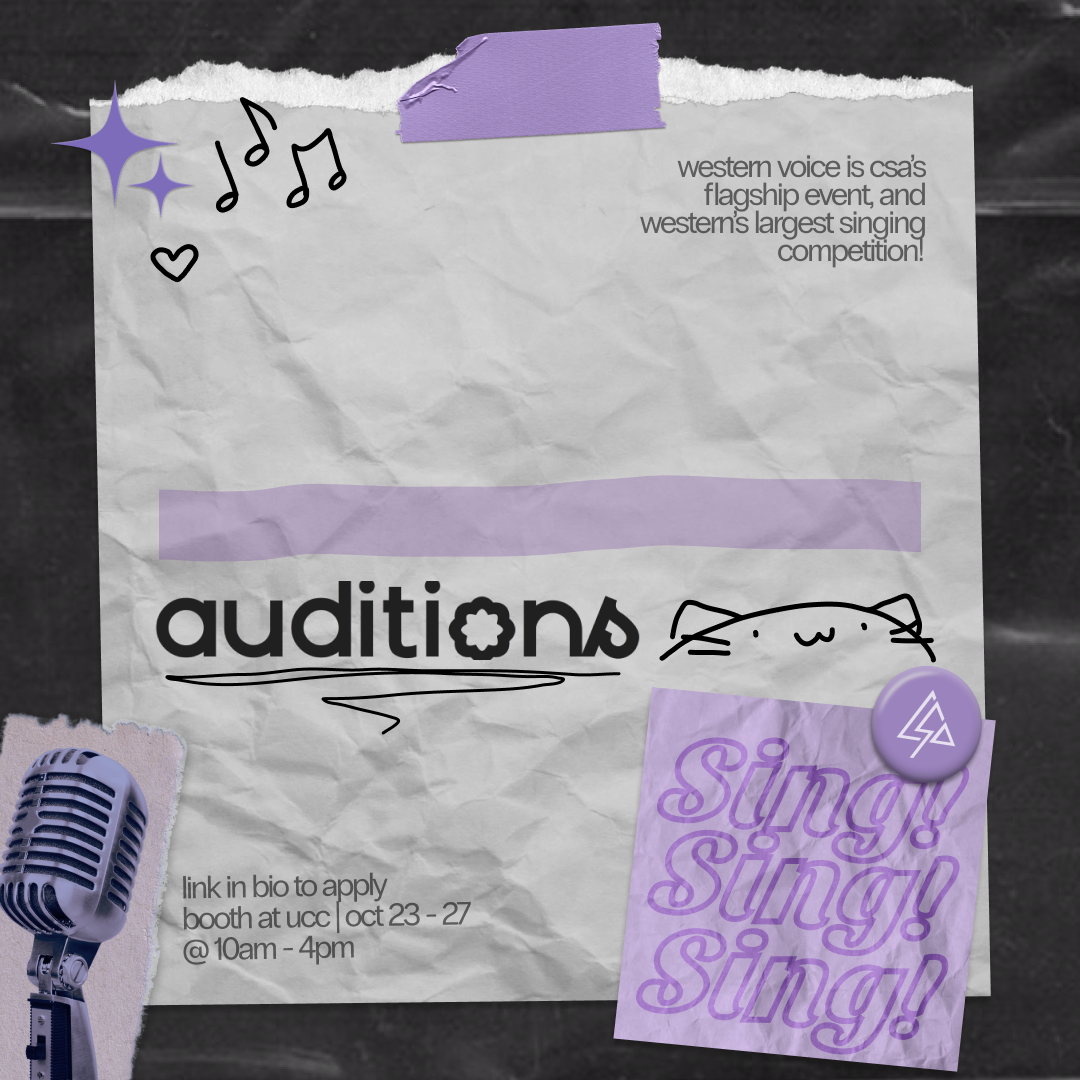 western voice is csa's
flagship event, and
western's largest singing
competition!
auditions
Sing!
Sing!
Sing!
link in bio to apply
booth at ucc | oct 23 - 27
@ 10am - 4pm